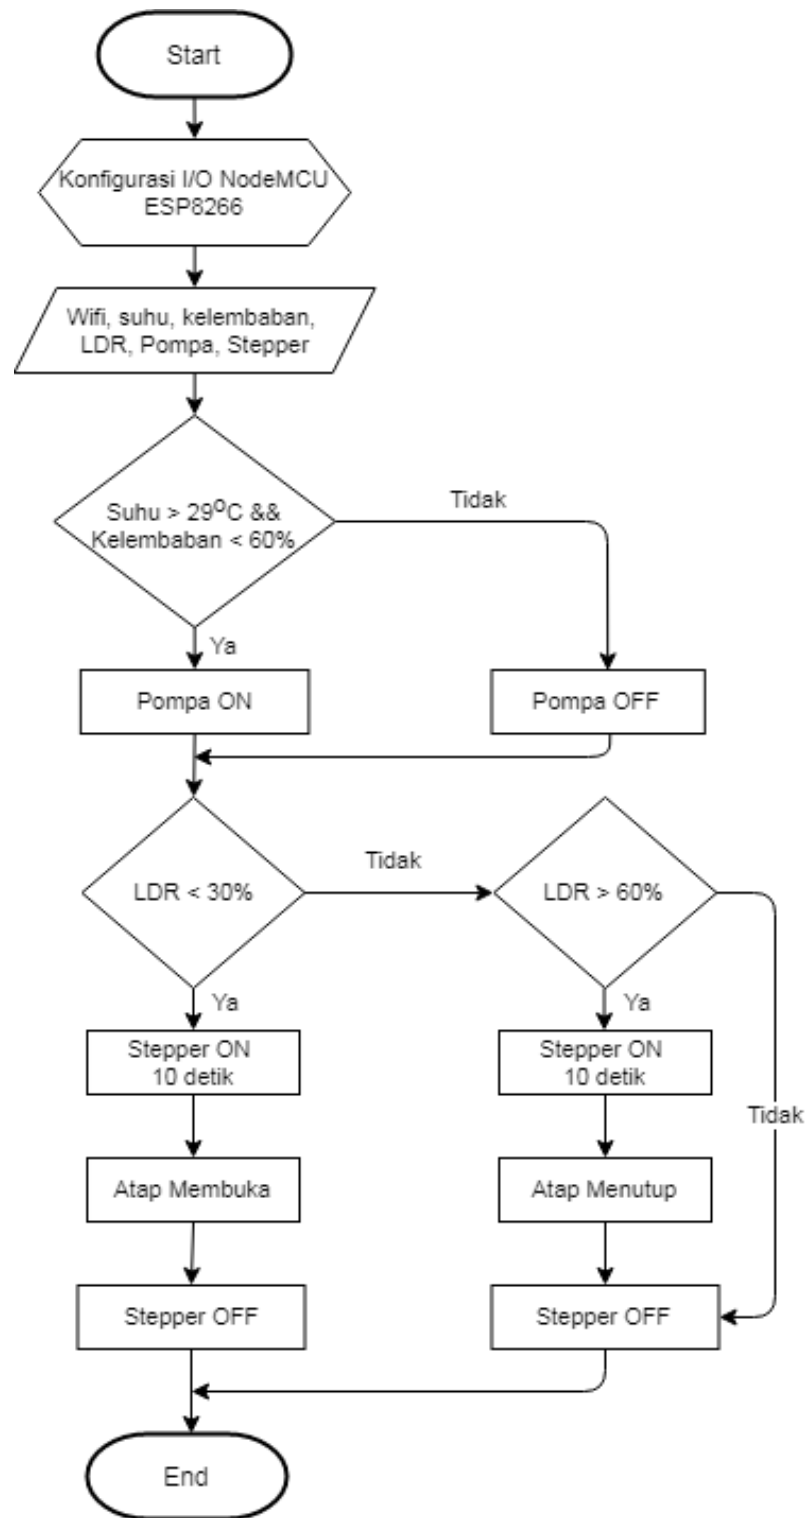 Start
Konfigurasi I/O NodeMCU
ESP8266
Wifi, suhu, kelembaban,
LDR, Pompa, Stepper
Suhu > 29⁰C &&
Kelembaban < 60%
Tidak
Ya
Pompa ON
Pompa OFF
LDR < 30%
Tidak
LDR > 60%
Ya
Ya
Stepper ON
10 detik
Stepper ON
10 detik
Tidak
Atap Membuka
Atap Menutup
Stepper OFF
Stepper OFF
End